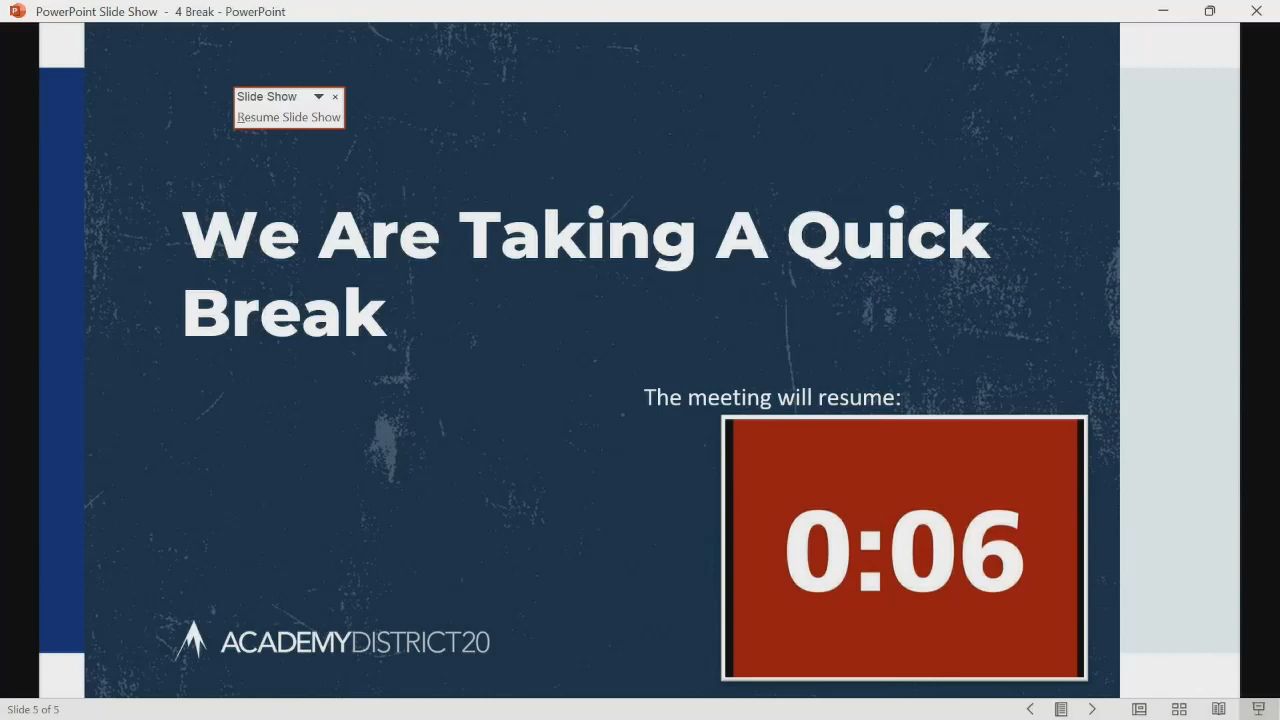 PowerPoint Slide Show - 4 Break - PowerPoint
Slide Show
Resume Slide Show
We Are Taking A Quick
Break
The meeting will resume:
0:06
ACADEMYDISTRICT20
Slide 5 of 5